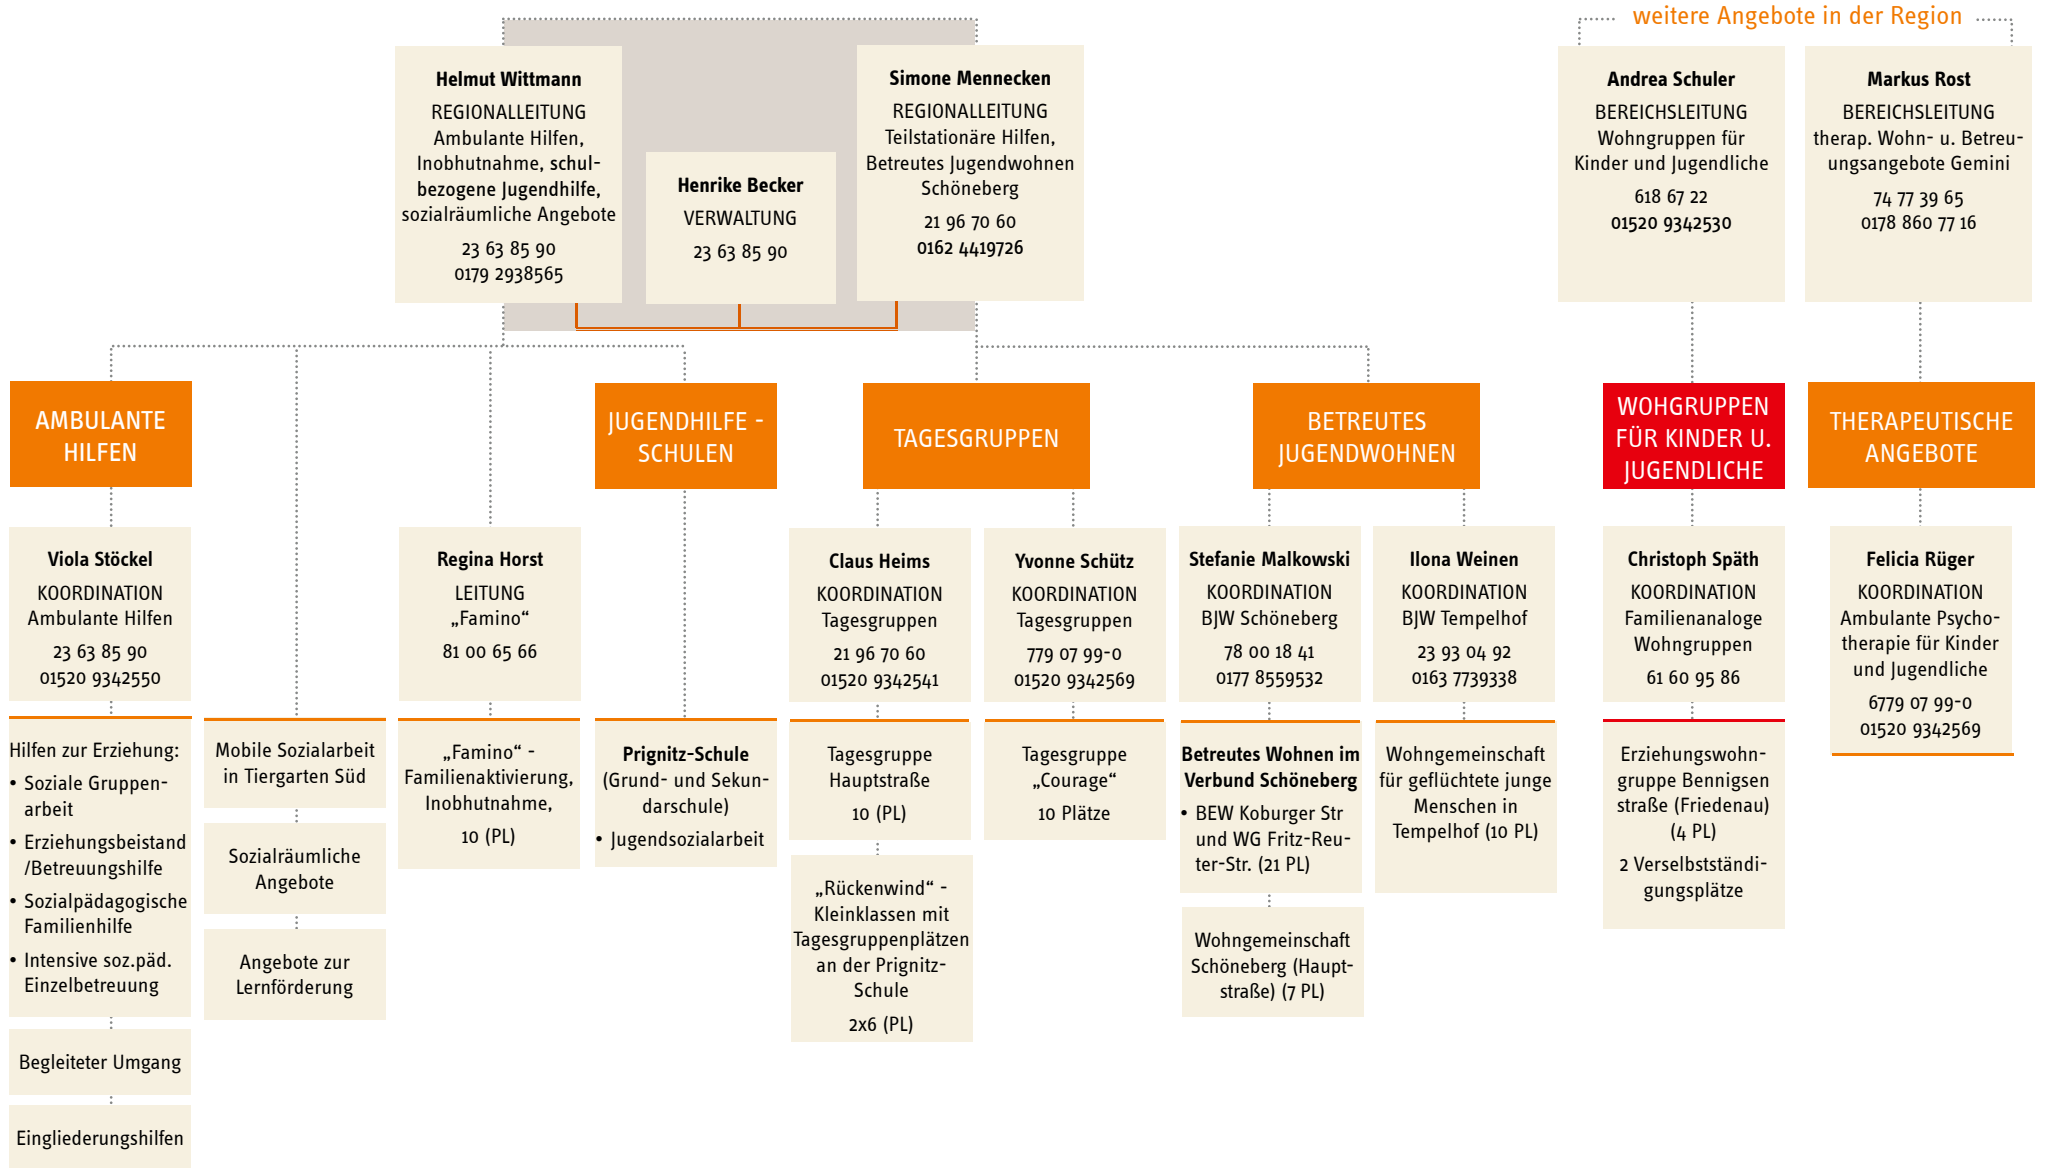 weitere Angebote in der Region
Helmut Wittmann
REGIONALLEITUNG
Ambulante Hilfen,
Inobhutnahme, schul-
bezogene Jugendhilfe,
sozialräumliche Angebote
23 63 85 90
0179 2938565
Henrike Becker
VERWALTUNG
23 63 85 90
Simone Mennecken
REGIONALLEITUNG
Teilstationäre Hilfen,
Betreutes Jugendwohnen
Schöneberg
21 96 70 60
0162 4419726
Andrea Schuler
BEREICHSLEITUNG
Wohngruppen für
Kinder und Jugendliche
618 67 22
01520 9342530
Markus Rost
BEREICHSLEITUNG
therap. Wohn- u. Betreu-
ungsangebote Gemini
74 77 39 65
0178 860 77 16
AMBULANTE
HILFEN
JUGENDHILFE -
SCHULEN
TAGESGRUPPEN
BETREUTES
JUGENDWOHNEN
WOHGRUPPEN
FÜR KINDER U.
JUGENDLICHE
THERAPEUTISCHE
ANGEBOTE
Viola Stöckel
KOORDINATION
Ambulante Hilfen
23 63 85 90
01520 9342550
Regina Horst
LEITUNG
„Famino“
81 00 65 66
Claus Heims
KOORDINATION
Tagesgruppen
21 96 70 60
01520 9342541
Yvonne Schütz
KOORDINATION
Tagesgruppen
779 07 99-0
01520 9342569
Stefanie Malkowski
KOORDINATION
BJW Schöneberg
78 00 18 41
0177 8559532
Ilona Weinen
KOORDINATION
BJW Tempelhof
23 93 04 92
0163 7739338
Christoph Späth
KOORDINATION
Familienanaloge
Wohngruppen
61 60 95 86
Felicia Rüger
KOORDINATION
Ambulante Psycho-
therapie für Kinder
und Jugendliche
6779 07 99-0
01520 9342569
Hilfen zur Erziehung:
• Soziale Gruppen-
arbeit
• Erziehungsbeistand
/Betreuungshilfe
• Sozialpädagogische
Familienhilfe
• Intensive soz.päd.
Einzelbetreuung
Begleiteter Umgang
Eingliederungshilfen
Mobile Sozialarbeit
in Tiergarten Süd
Sozialräumliche
Angebote
Angebote zur
Lernförderung
„Famino“ -
Familienaktivierung,
Inobhutnahme,
10 (PL)
Prignitz-Schule
(Grund- und Sekun-
darschule)
• Jugendsozialarbeit
Tagesgruppe
Hauptstraße
10 (PL)
„Rückenwind“ -
Kleinklassen mit
Tagesgruppenplätzen
an der Prignitz-
Schule
2x6 (PL)
Tagesgruppe
„Courage“
10 Plätze
Betreutes Wohnen im
Verbund Schöneberg
• BEW Koburger Str
und WG Fritz-Reu-
ter-Str. (21 PL)
Wohngemeinschaft
Schöneberg (Haupt-
straße) (7 PL)
Wohngemeinschaft
für geflüchtete junge
Menschen in
Tempelhof (10 PL)
Erziehungswohn-
gruppe Bennigsen
straße (Friedenau)
(4 PL)
2 Verselbstständi-
gungsplätze